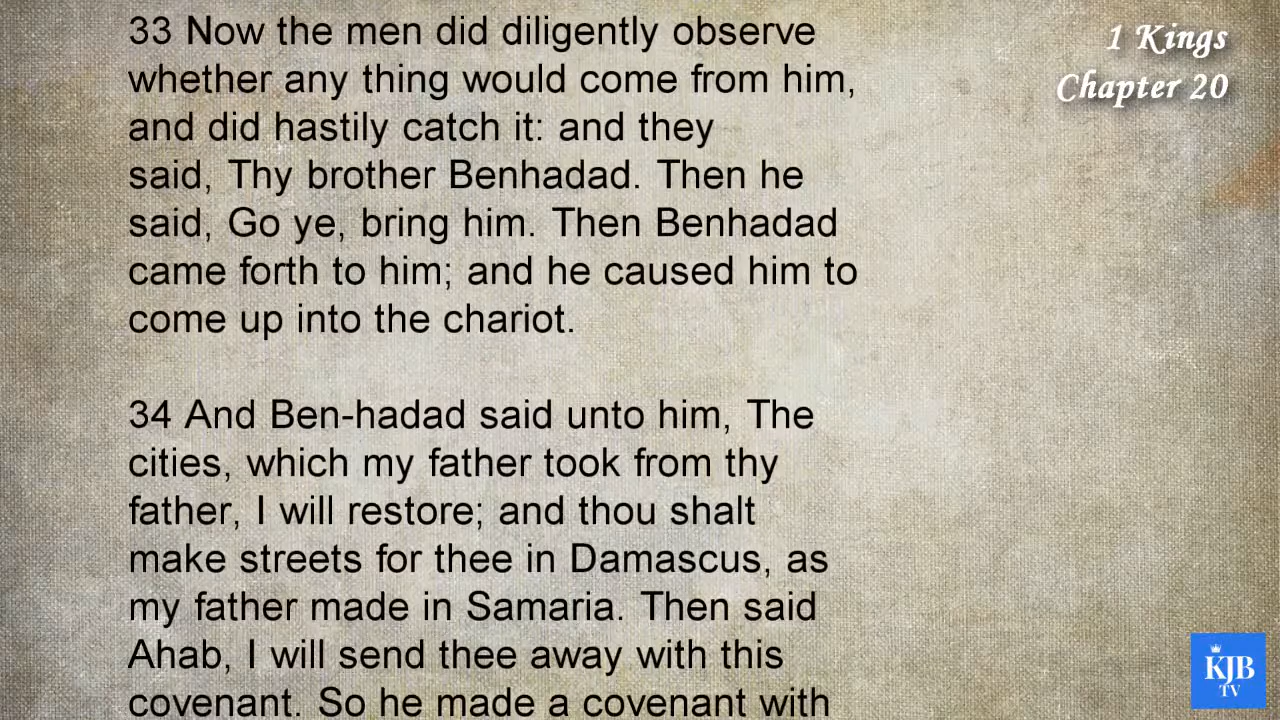 33 Now the men did diligently observe
whether any thing would come from him,
and did hastily catch it: and they
said, Thy brother Benhadad. Then he
said, Go ye, bring him. Then Benhadad
came forth to him; and he caused him to
come up into the chariot.
34 And Ben-hadad said unto him, The
cities, which my father took from thy
father, I will restore; and thou shalt
make streets for thee in Damascus, as
my father made in Samaria. Then said
Ahab, I will send thee away with this
covenant. So he made a covenant with
1 Kings
Chapter 20
KJB
TV